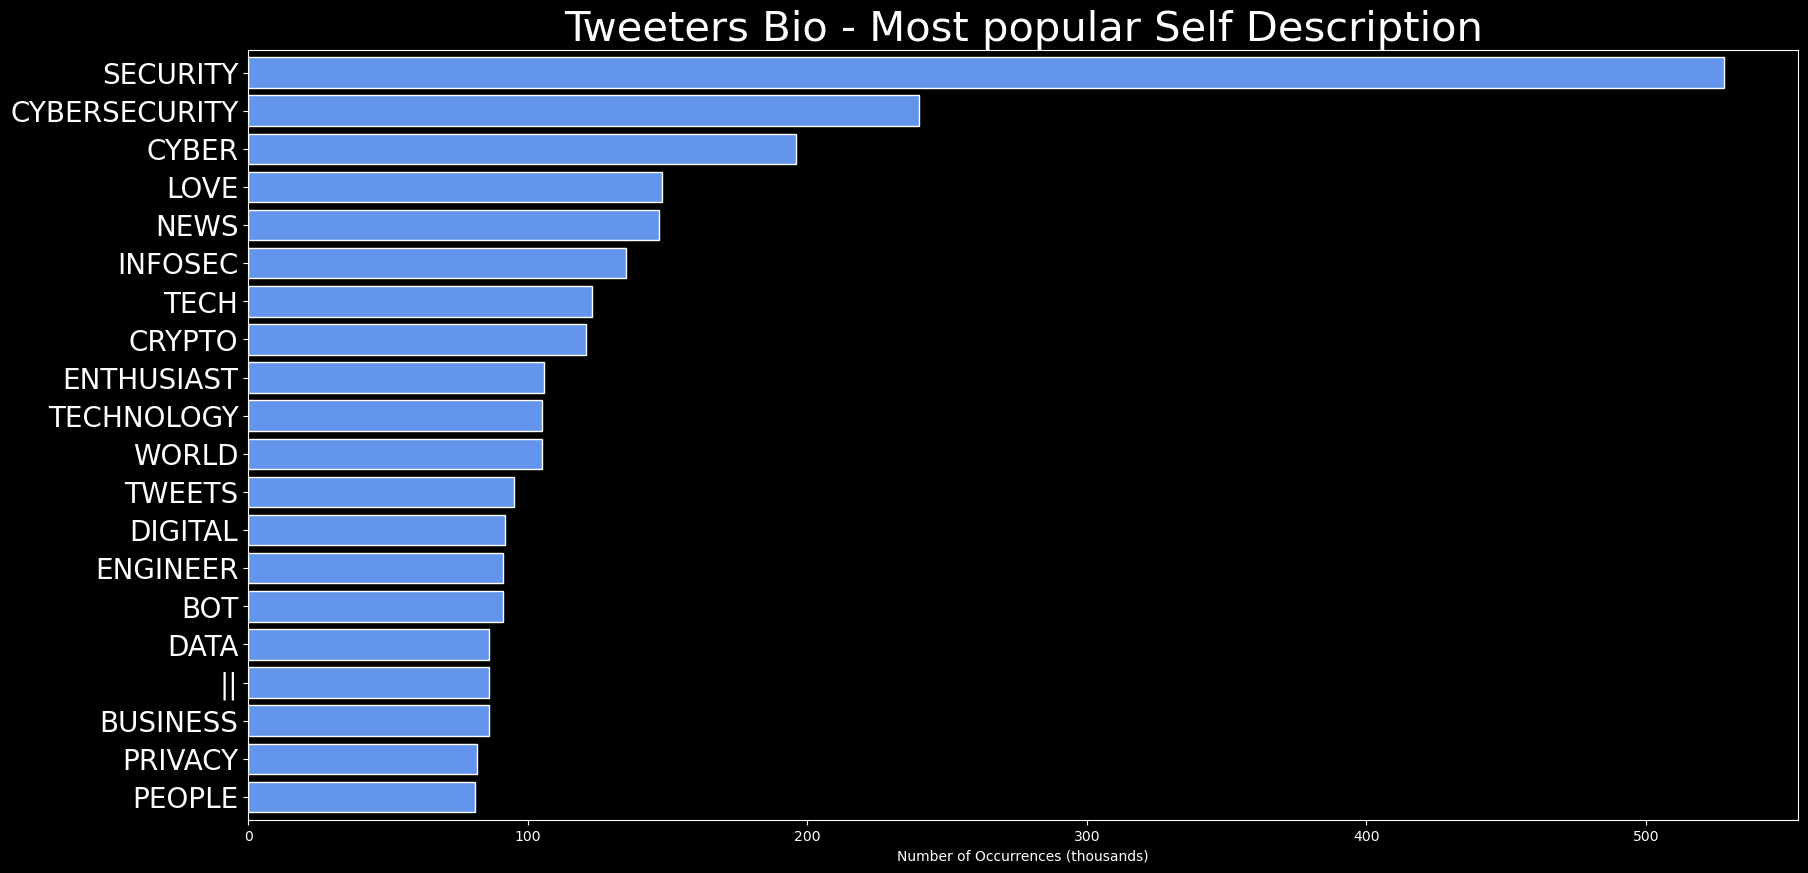 Tweeters Bio - Most popular Self Description
SECURITY
CYBERSECURITY
CYBER
LOVE
NEWS
INFOSEC
TECH
CRYPTO
ENTHUSIAST
TECHNOLOGY
WORLD
TWEETS
DIGITAL
ENGINEER
BOT
DATA
||
BUSINESS
PRIVACY
PEOPLE
0 100 200 300 400 500
Number of Occurrences (thousands)